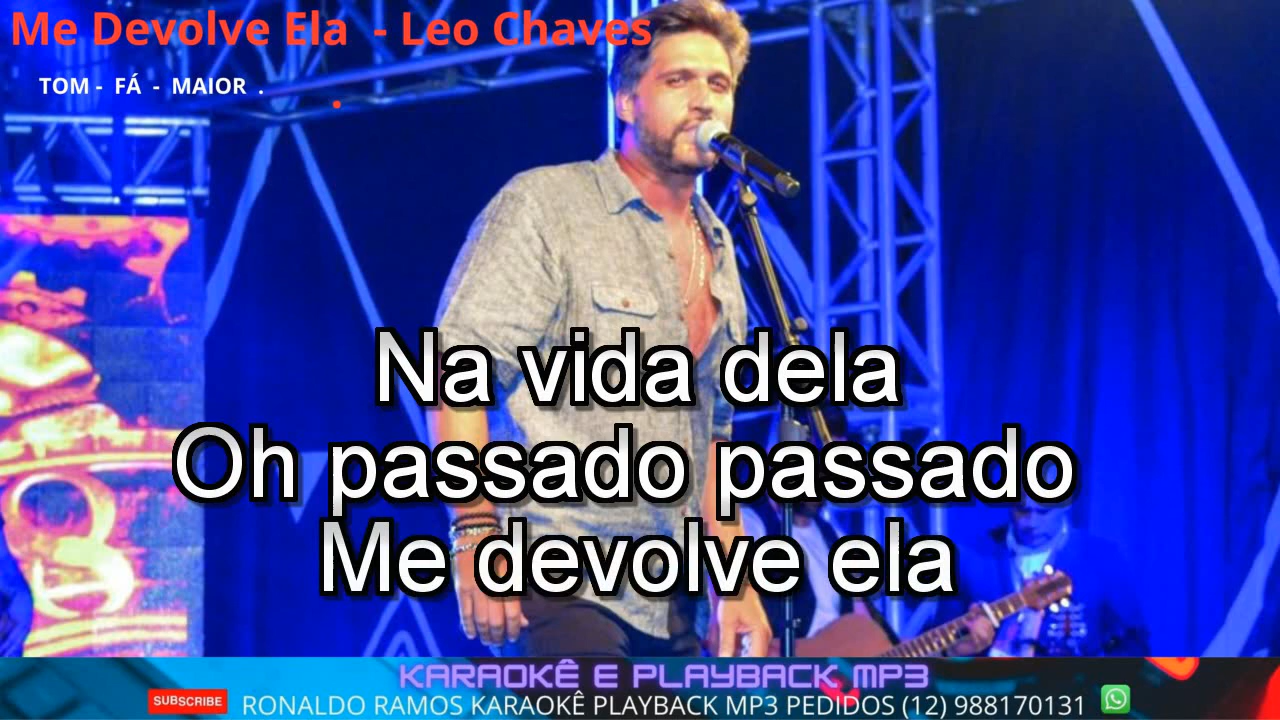 Me Devolve Ela - Leo Chaves
TOM - FÁ - MAIOR .
Na vida dela
Oh passado passado
Me devolve ela
KARAOKÊ E PLAYBACK MP3
SUBSCRIBE
RONALDO RAMOS KARAOKÊ PLAYBACK MP3 PEDIDOS (12) 988170131